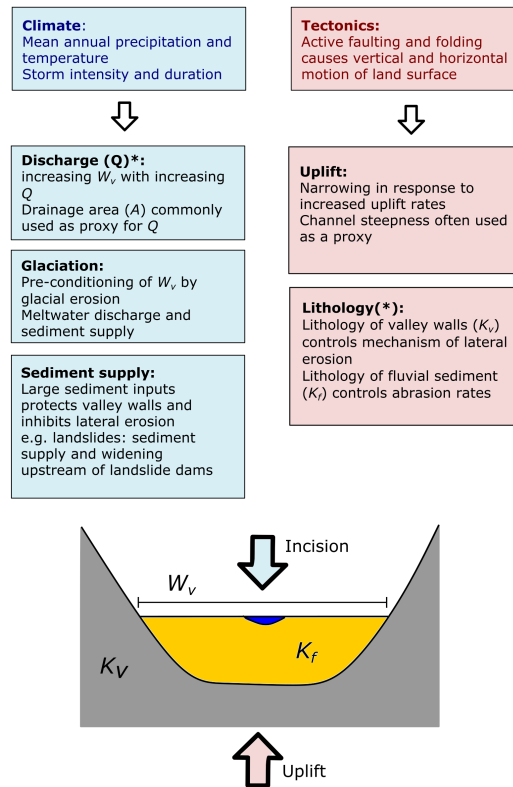 Climate:
Mean annual precipitation and
temperature
Storm intensity and duration
Tectonics:
Active faulting and folding
causes vertical and horizontal
motion of land surface
Discharge (Q)*:
increasing Wv with increasing
Q
Drainage area (A) commonly
used as proxy for Q
Glaciation:
Pre-conditioning of Wv by
glacial erosion
Meltwater discharge and
sediment supply
Sediment supply:
Large sediment inputs
protects valley walls and
inhibits lateral erosion
e.g. landslides: sediment
supply and widening
upstream of landslide dams
Uplift:
Narrowing in response to
increased uplift rates
Channel steepness often used
as a proxy
Lithology(*):
Lithology of valley walls (Kv)
controls mechanism of lateral
erosion
Lithology of fluvial sediment
(Kf) controls abrasion rates
Incision
Wv
Kf
Kv
Uplift